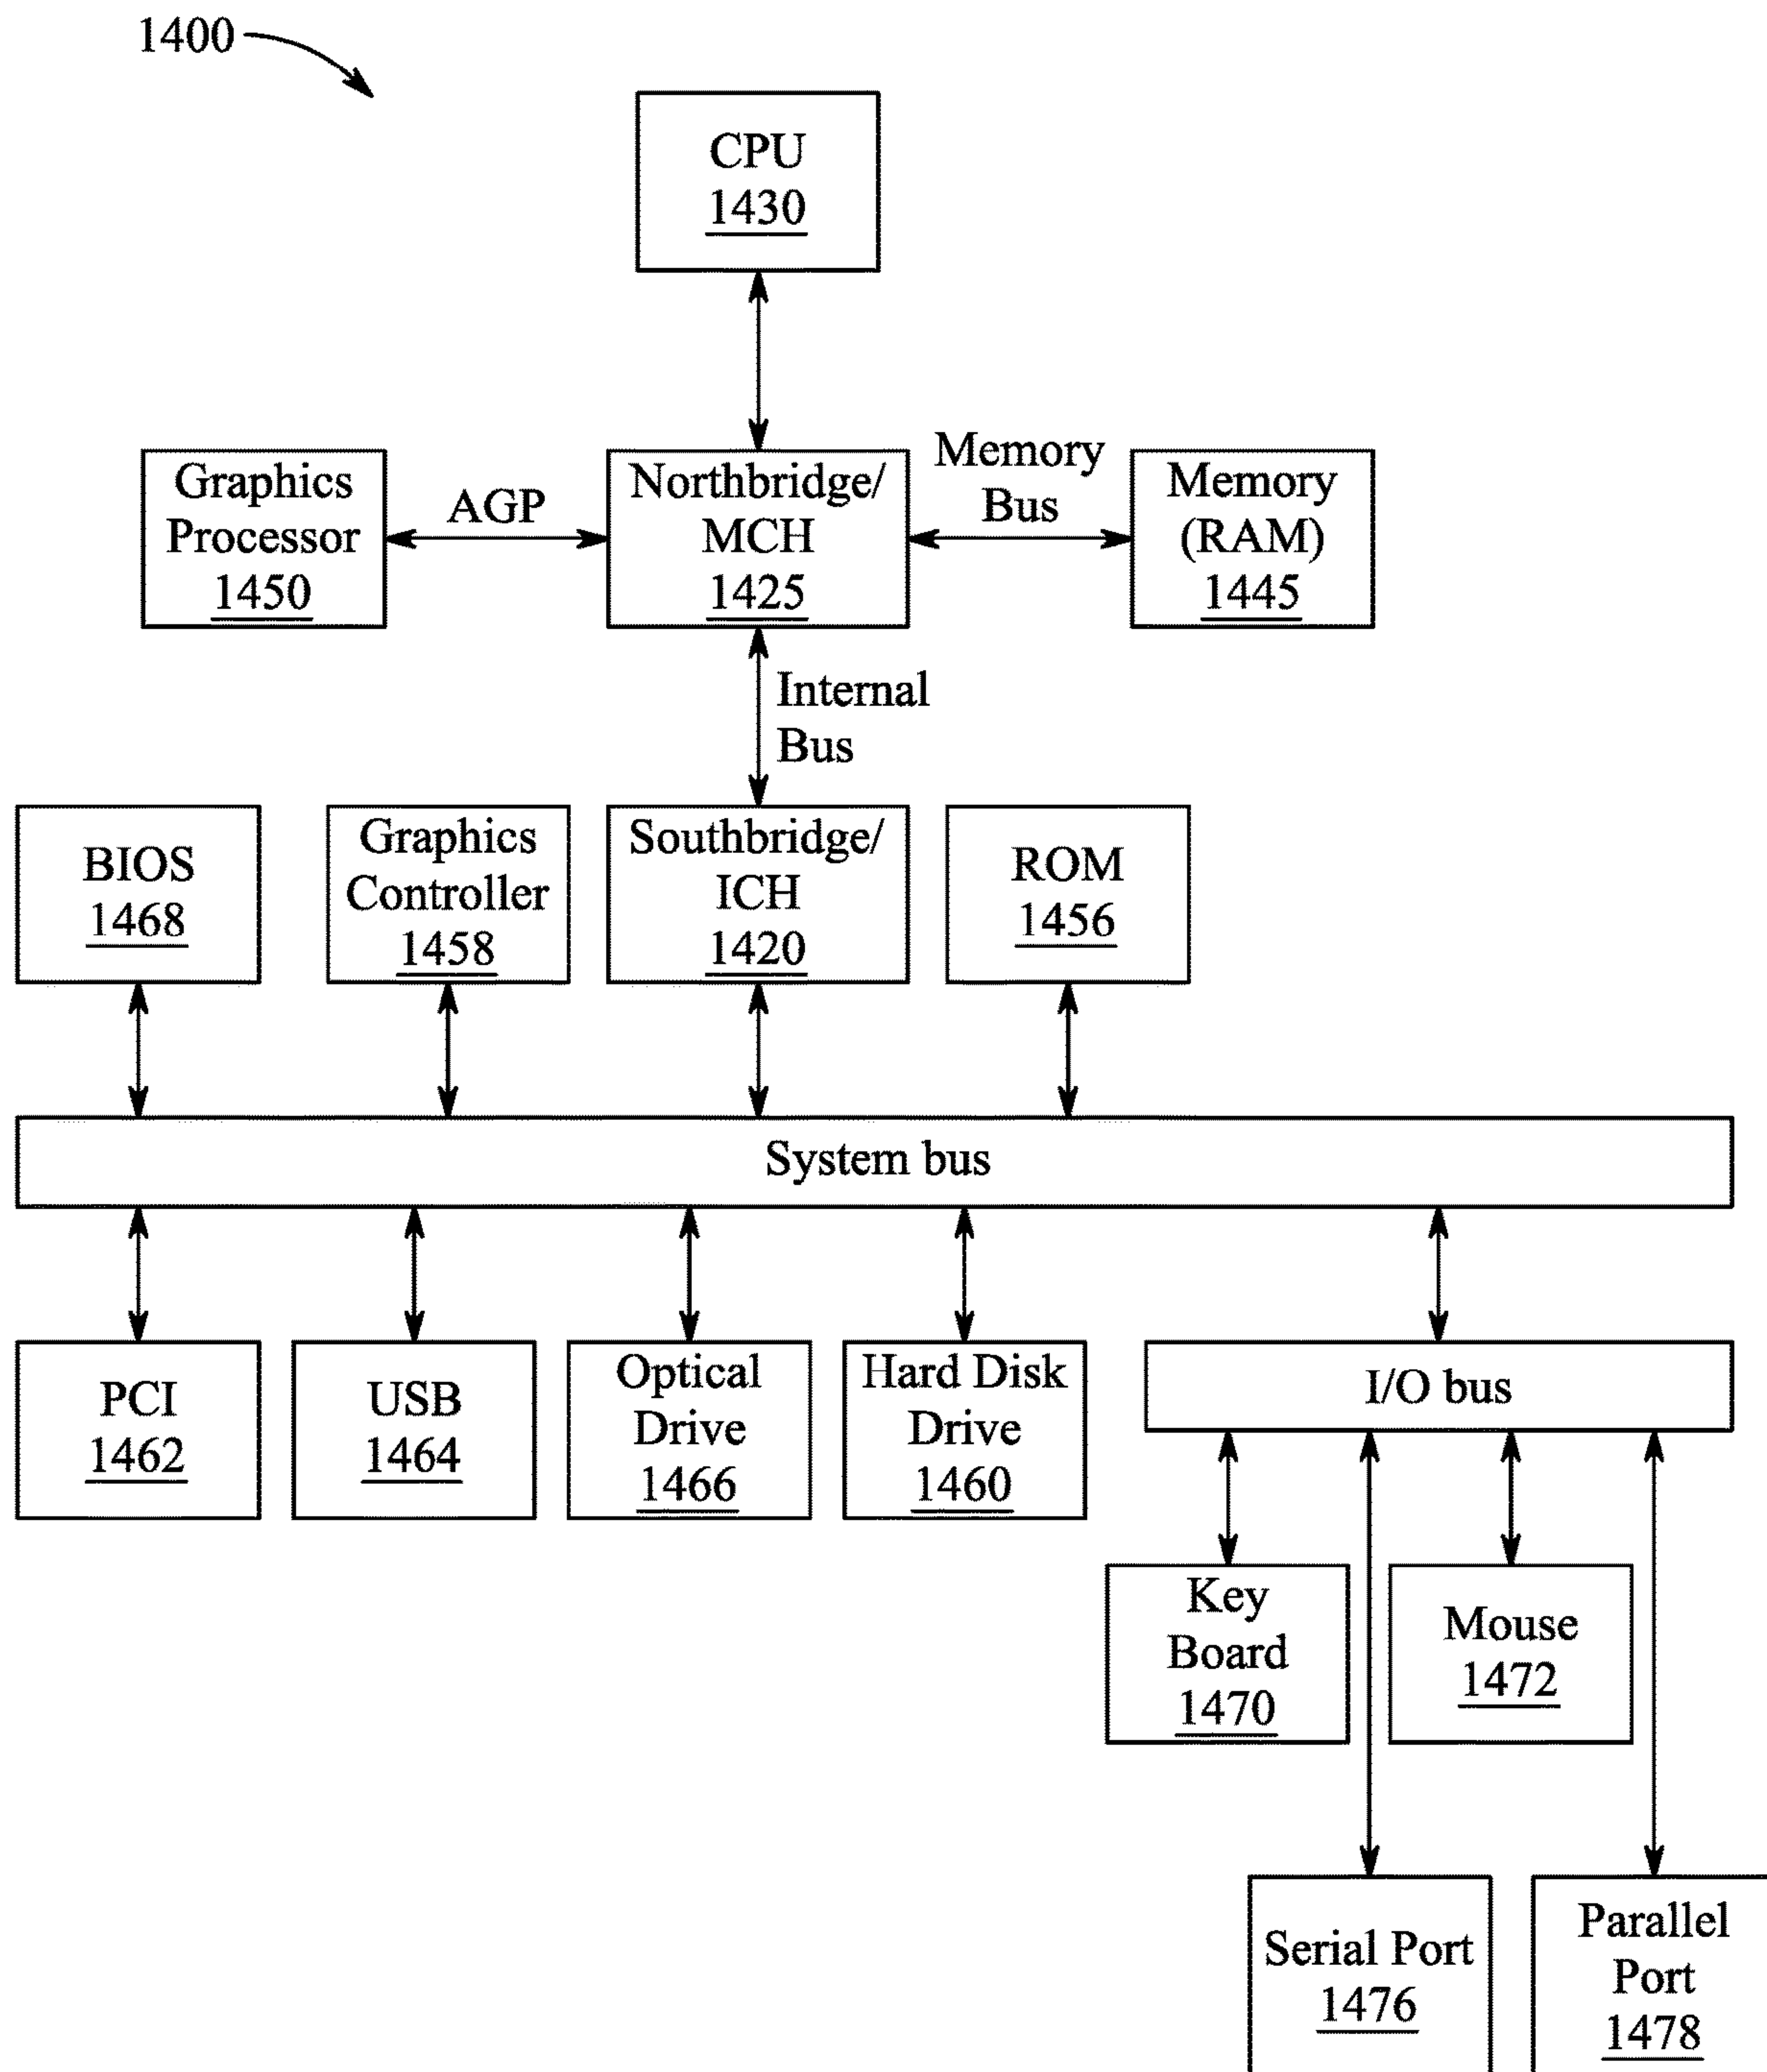 1400
CPU
1430
Graphics
Processor
1450
AGP
Northbridge/
MCH
1425
Memory
Bus
Memory
(RAM)
1445
Internal
Bus
BIOS
1468
Graphics
Controller
1458
Southbridge/
ICH
1420
ROM
1456
System bus
PCI
1462
USB
1464
Optical
Drive
1466
Hard Disk
Drive
1460
I/O bus
Key
Board
1470
Mouse
1472
Serial Port
1476
Parallel
Port
1478